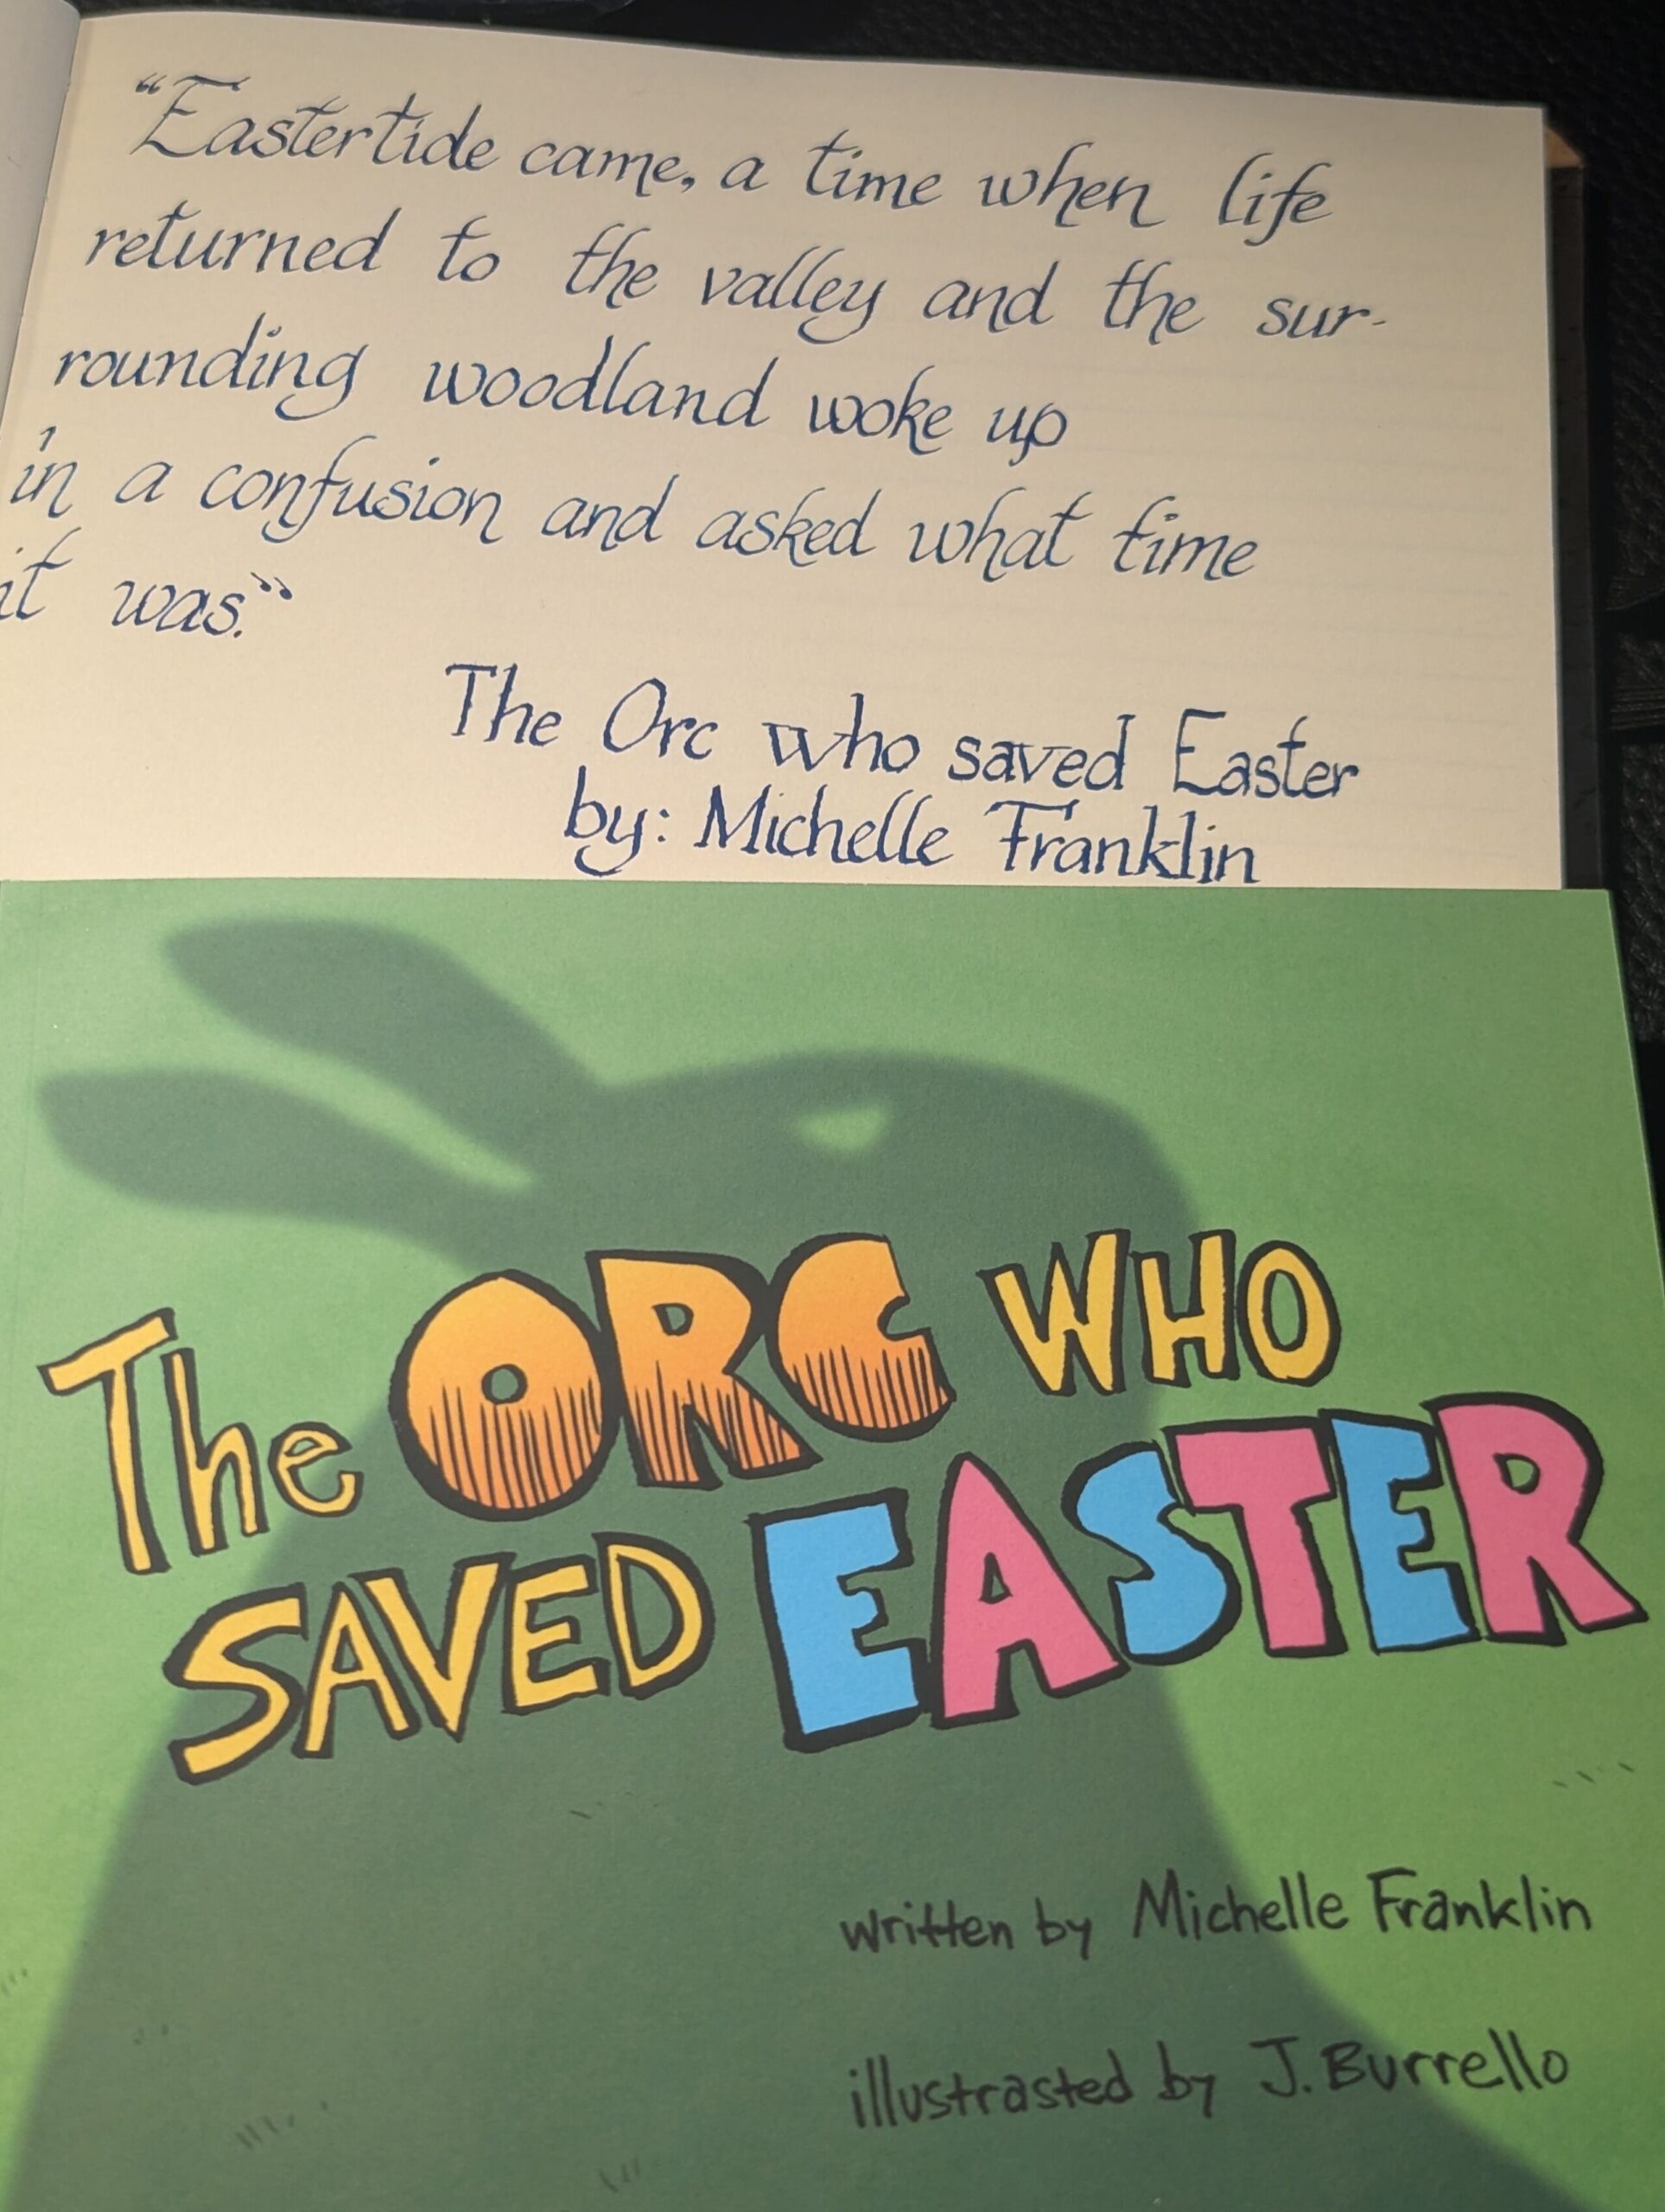 “Eastertide came, a time when life
returned to the valley and the sur-
rounding woodland woke up
in a confusion and asked what time
it was.”
The Orc who saved Easter
by: Michelle Franklin
The ORC WHO
SAVED EASTER
written by Michelle Franklin
illustrasted by J. Burrello